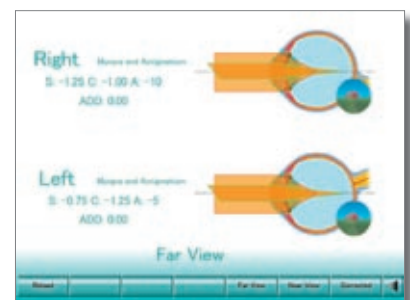 Right Myopia and Astigmatism
S: -1.25 C: -1.00 A: -10
ADD: 0.00
Left Myopia and Astigmatism
S: -0.75 C: -1.25 A: -5
ADD: 0.00
Far View
Reload Far View Near View Corrected